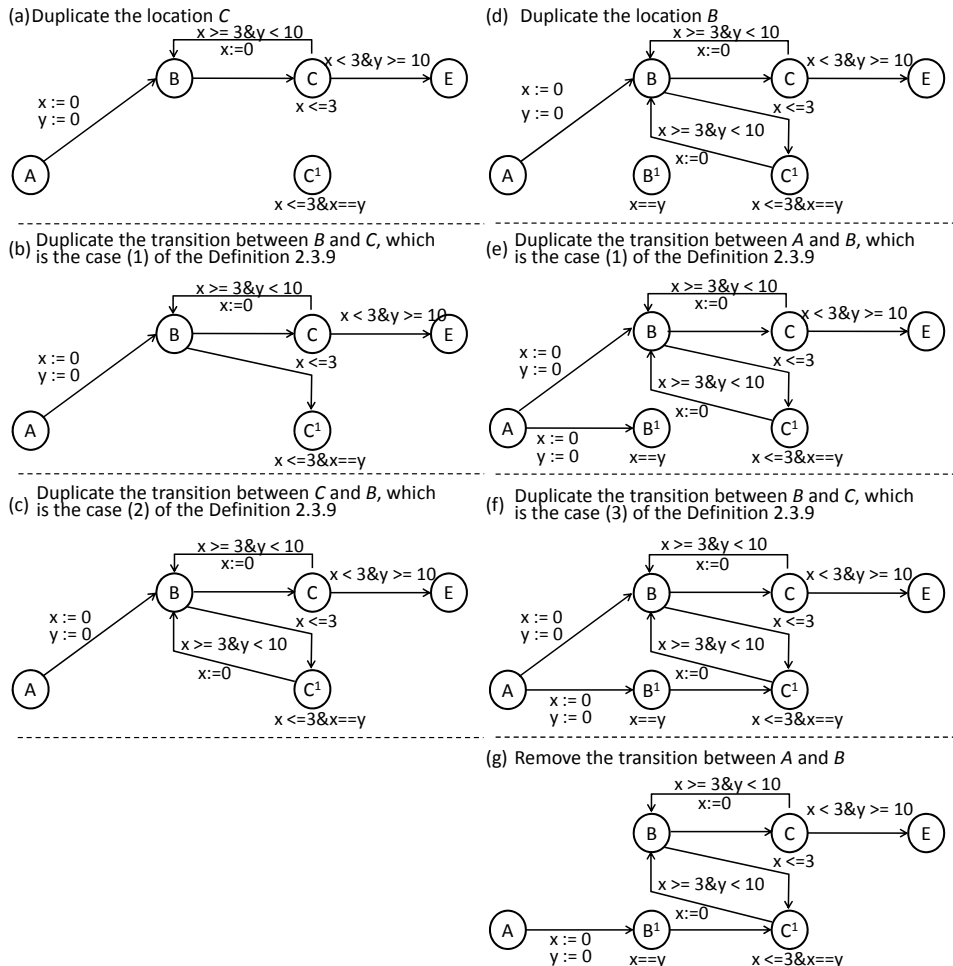 (a) Duplicate the location C
x >= 3&y < 10
x:=0
x < 3&y >= 10
B
C
E
x <=3
x := 0
y := 0
A
C1
x <=3&x==y
(b) Duplicate the transition between B and C, which
is the case (1) of the Definition 2.3.9
x >= 3&y < 10
x:=0
x < 3&y >= 10
B
C
E
x <=3
x := 0
y := 0
A
C1
x <=3&x==y
(c) Duplicate the transition between C and B, which
is the case (2) of the Definition 2.3.9
x >= 3&y < 10
x:=0
x < 3&y >= 10
B
C
E
x := 0
y := 0
x <=3
x >= 3&y < 10
x:=0
A
C1
x <=3&x==y
(d) Duplicate the location B
x >= 3&y < 10
x:=0
x < 3&y >= 10
B
C
E
x := 0
y := 0
x <=3
x >= 3&y < 10
x:=0
A
B1
C1
x==y
x <=3&x==y
(e) Duplicate the transition between A and B, which
is the case (1) of the Definition 2.3.9
x >= 3&y < 10
x:=0
x < 3&y >= 10
B
C
E
x := 0
y := 0
x <=3
x >= 3&y < 10
x:=0
A
B1
C1
x := 0
y := 0
x==y
x <=3&x==y
(f) Duplicate the transition between B and C, which
is the case (3) of the Definition 2.3.9
x >= 3&y < 10
x:=0
x < 3&y >= 10
B
C
E
x := 0
y := 0
x <=3
x >= 3&y < 10
x:=0
A
B1
C1
x := 0
y := 0
x==y
x <=3&x==y
(g) Remove the transition between A and B
x >= 3&y < 10
x:=0
x < 3&y >= 10
B
C
E
x <=3
x >= 3&y < 10
x:=0
A
B1
C1
x := 0
y := 0
x==y
x <=3&x==y